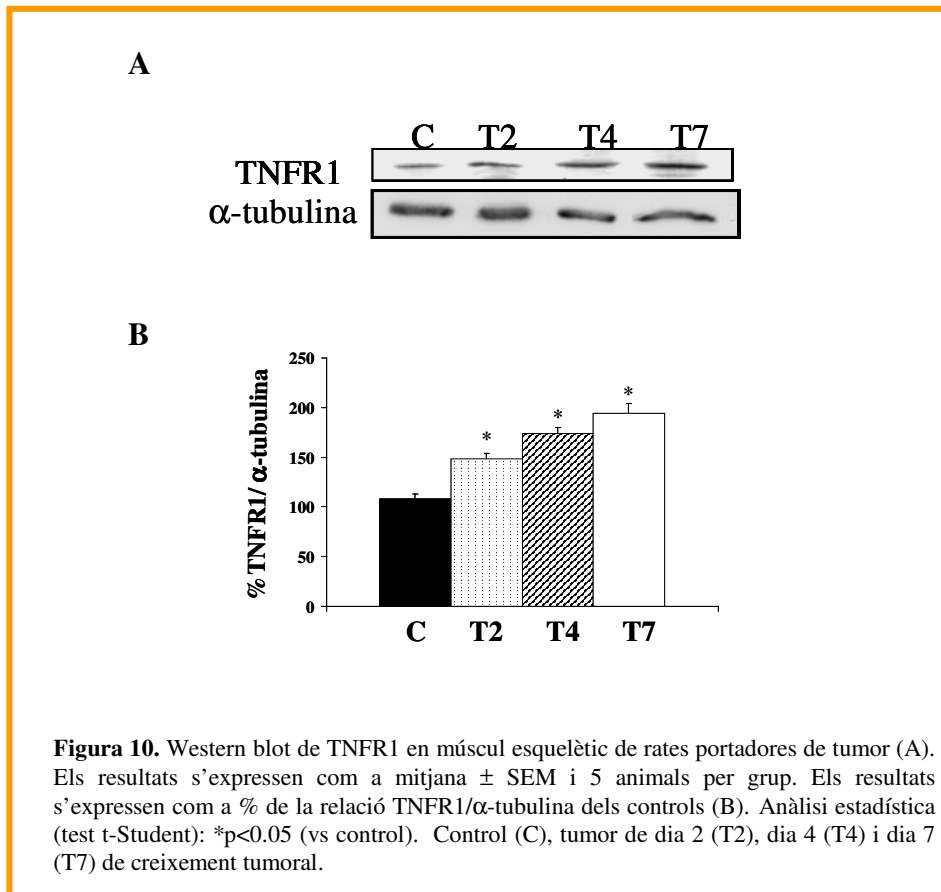 A
C T2 T4 T7
TNFR1
α-tubulina
B
% TNFR1/ α-tubulina
250
200
150
100
50
0
* * *
C T2 T4 T7
Figura 10. Western blot de TNFR1 en múscul esquelètic de rates portadores de tumor (A).
Els resultats s'expressen com a mitjana ± SEM i 5 animals per grup. Els resultats
s'expressen com a % de la relació TNFR1/α-tubulina dels controls (B). Anàlisi estadística
(test t-Student): *p<0.05 (vs control). Control (C), tumor de dia 2 (T2), dia 4 (T4) i dia 7
(T7) de creixement tumoral.